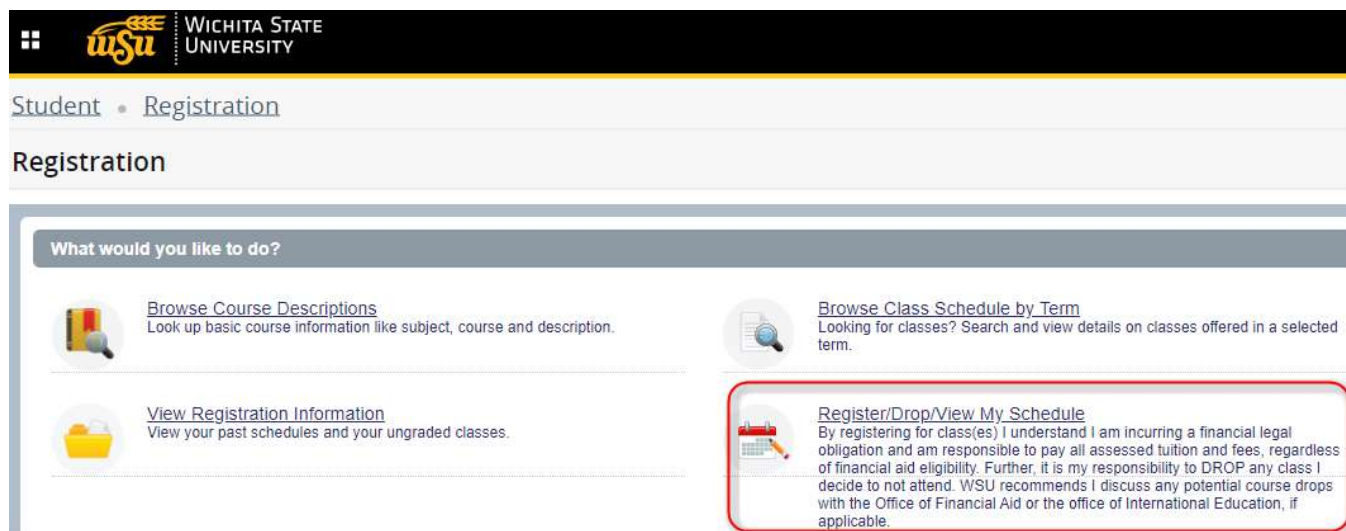 WSU
WICHITA STATE
UNIVERSITY
Student • Registration
Registration
What would you like to do?
Browse Course Descriptions
Look up basic course information like subject, course and description.
Browse Class Schedule by Term
Looking for classes? Search and view details on classes offered in a selected
term.
View Registration Information
View your past schedules and your ungraded classes.
Register/Drop/View My Schedule
By registering for class(es) I understand I am incurring a financial legal
obligation and am responsible to pay all assessed tuition and fees, regardless
of financial aid eligibility. Further, it is my responsibility to DROP any class I
decide to not attend. WSU recommends I discuss any potential course drops
with the Office of Financial Aid or the office of International Education, if
applicable.